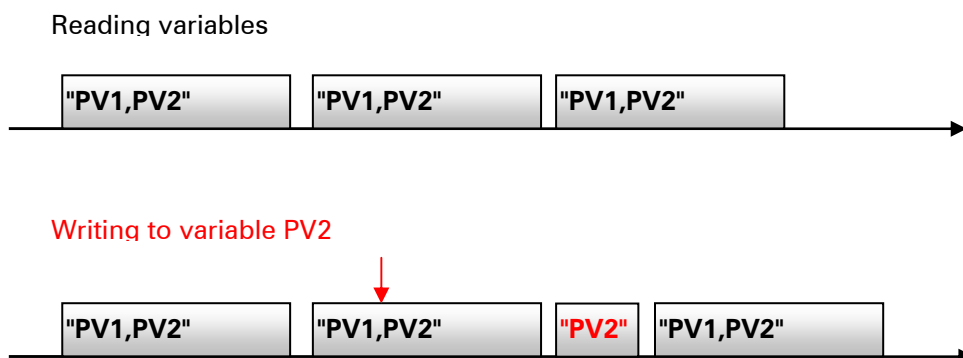 Reading variables
"PV1,PV2" "PV1,PV2" "PV1,PV2"
Writing to variable PV2
"PV1,PV2" "PV1,PV2" "PV2" "PV1,PV2"